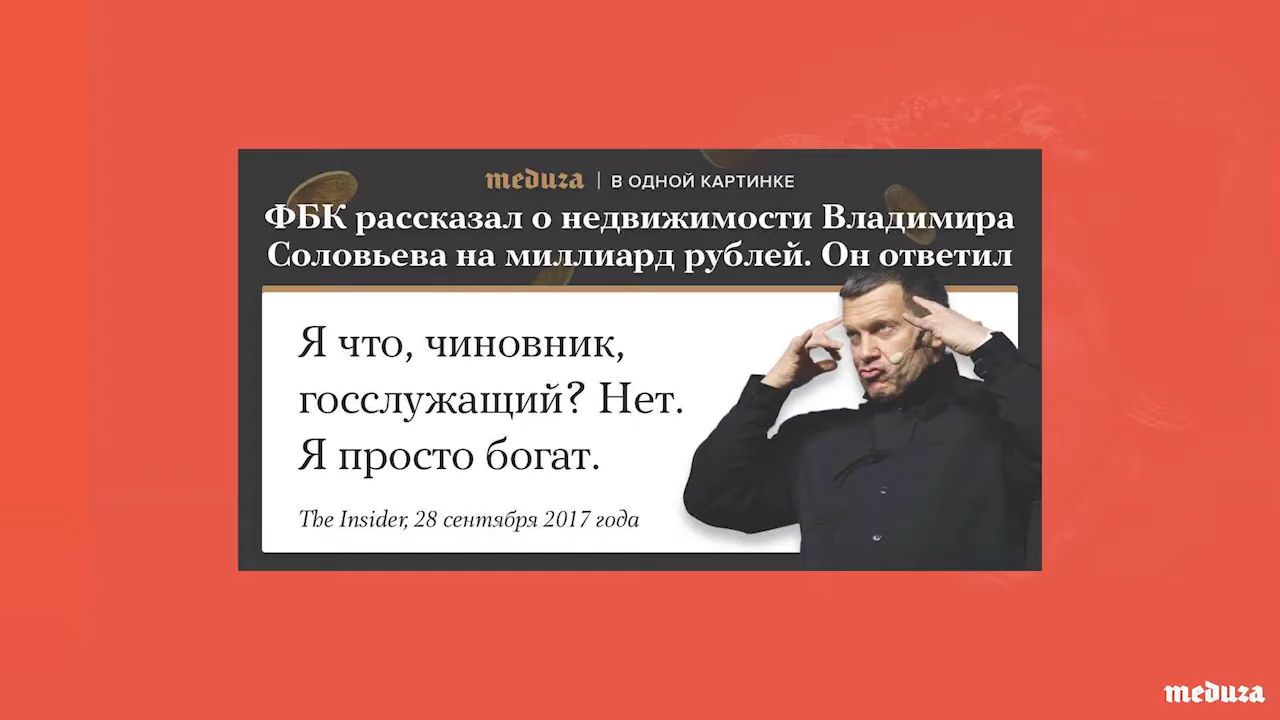 meduza | В ОДНОЙ КАРТИНКЕ
ФБК рассказал о недвижимости Владимира
Соловьева на миллиард рублей. Он ответил
Я что, чиновник,
госслужащий? Нет.
Я просто богат.
The Insider, 28 сентября 2017 года
meduza